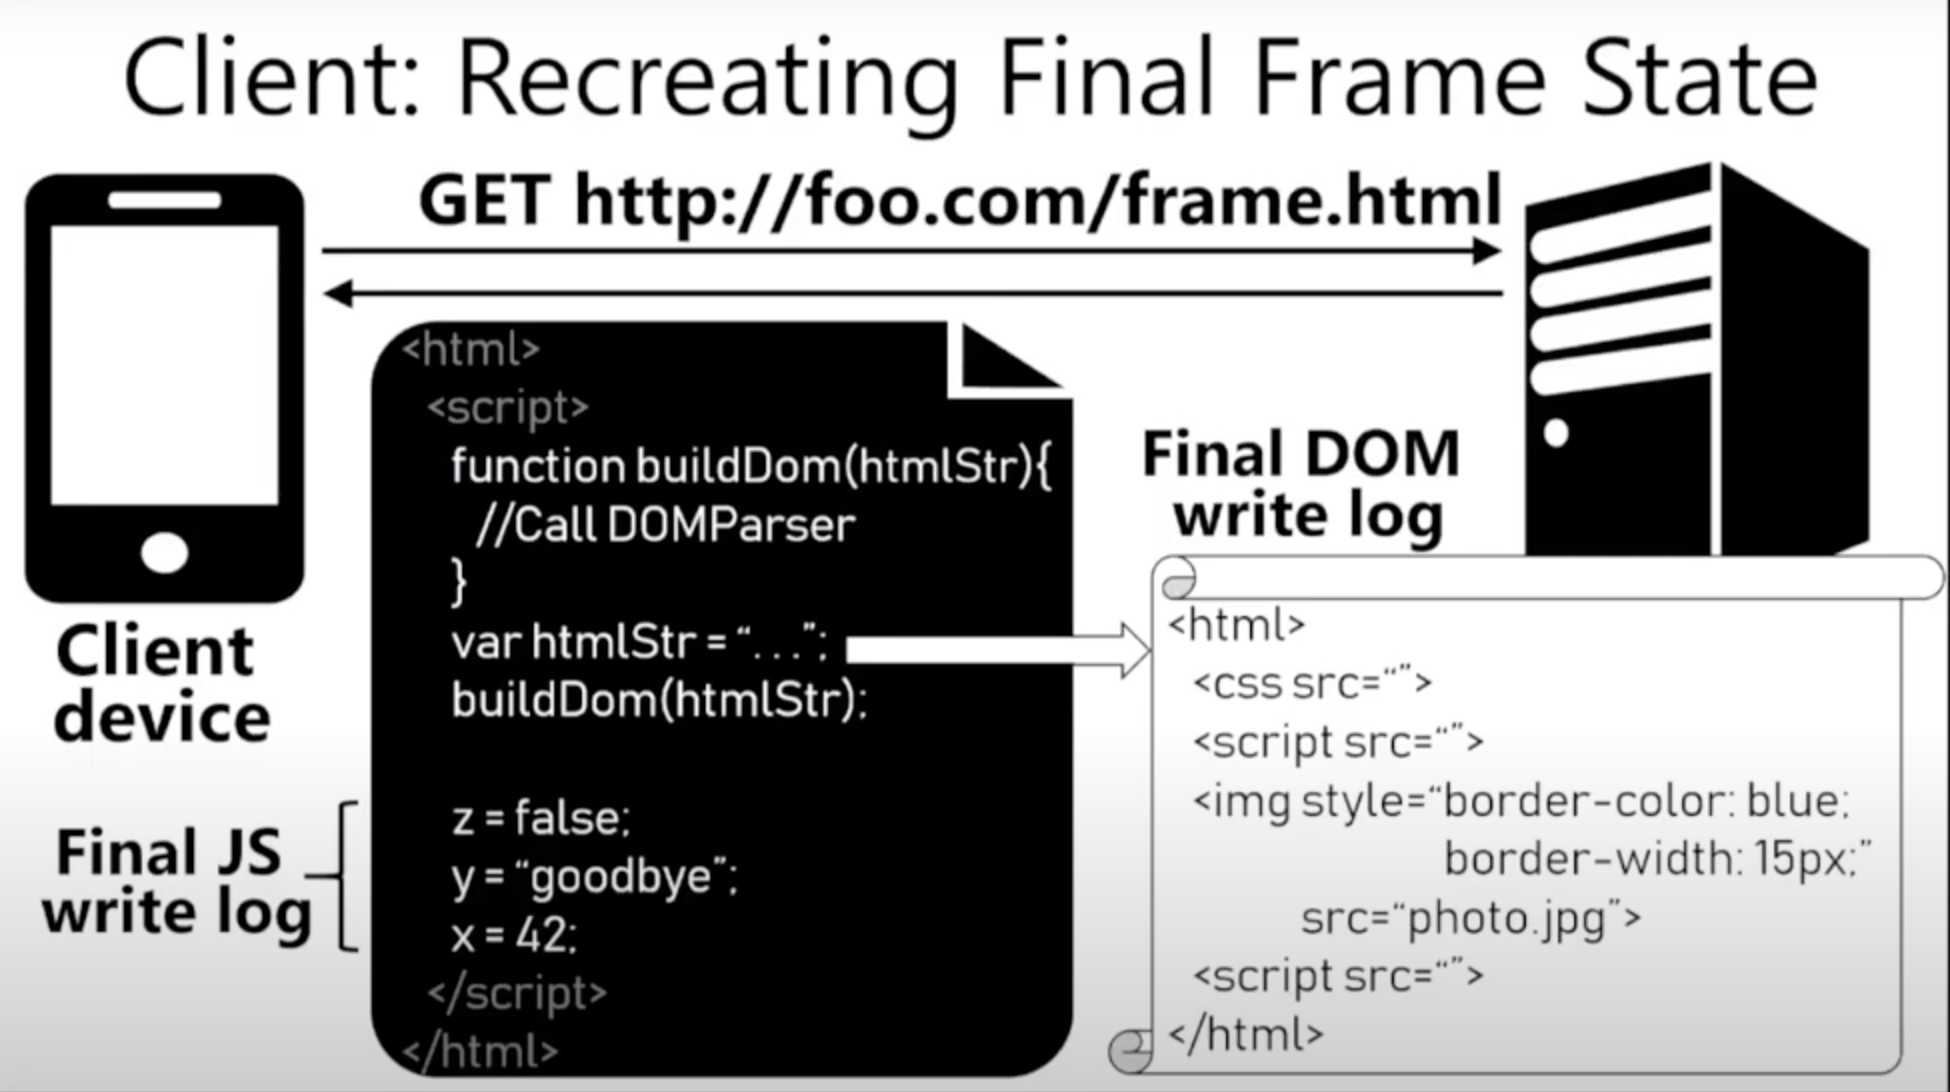 Client: Recreating Final Frame State
GET http://foo.com/frame.html
Client
device
Final JS
write log
<html>
<script>
function buildDom(htmlStr){
//Call DOMParser
}
var htmlStr = “. . .”;
buildDom(htmlStr);
z = false;
y = “goodbye”;
x = 42;
</script>
</html>
Final DOM
write log
<html>
<css src=“”>
<script src=“”>
<img style=“border-color: blue;
border-width: 15px;”
src=“photo.jpg”>
<script src=“”>
</html>